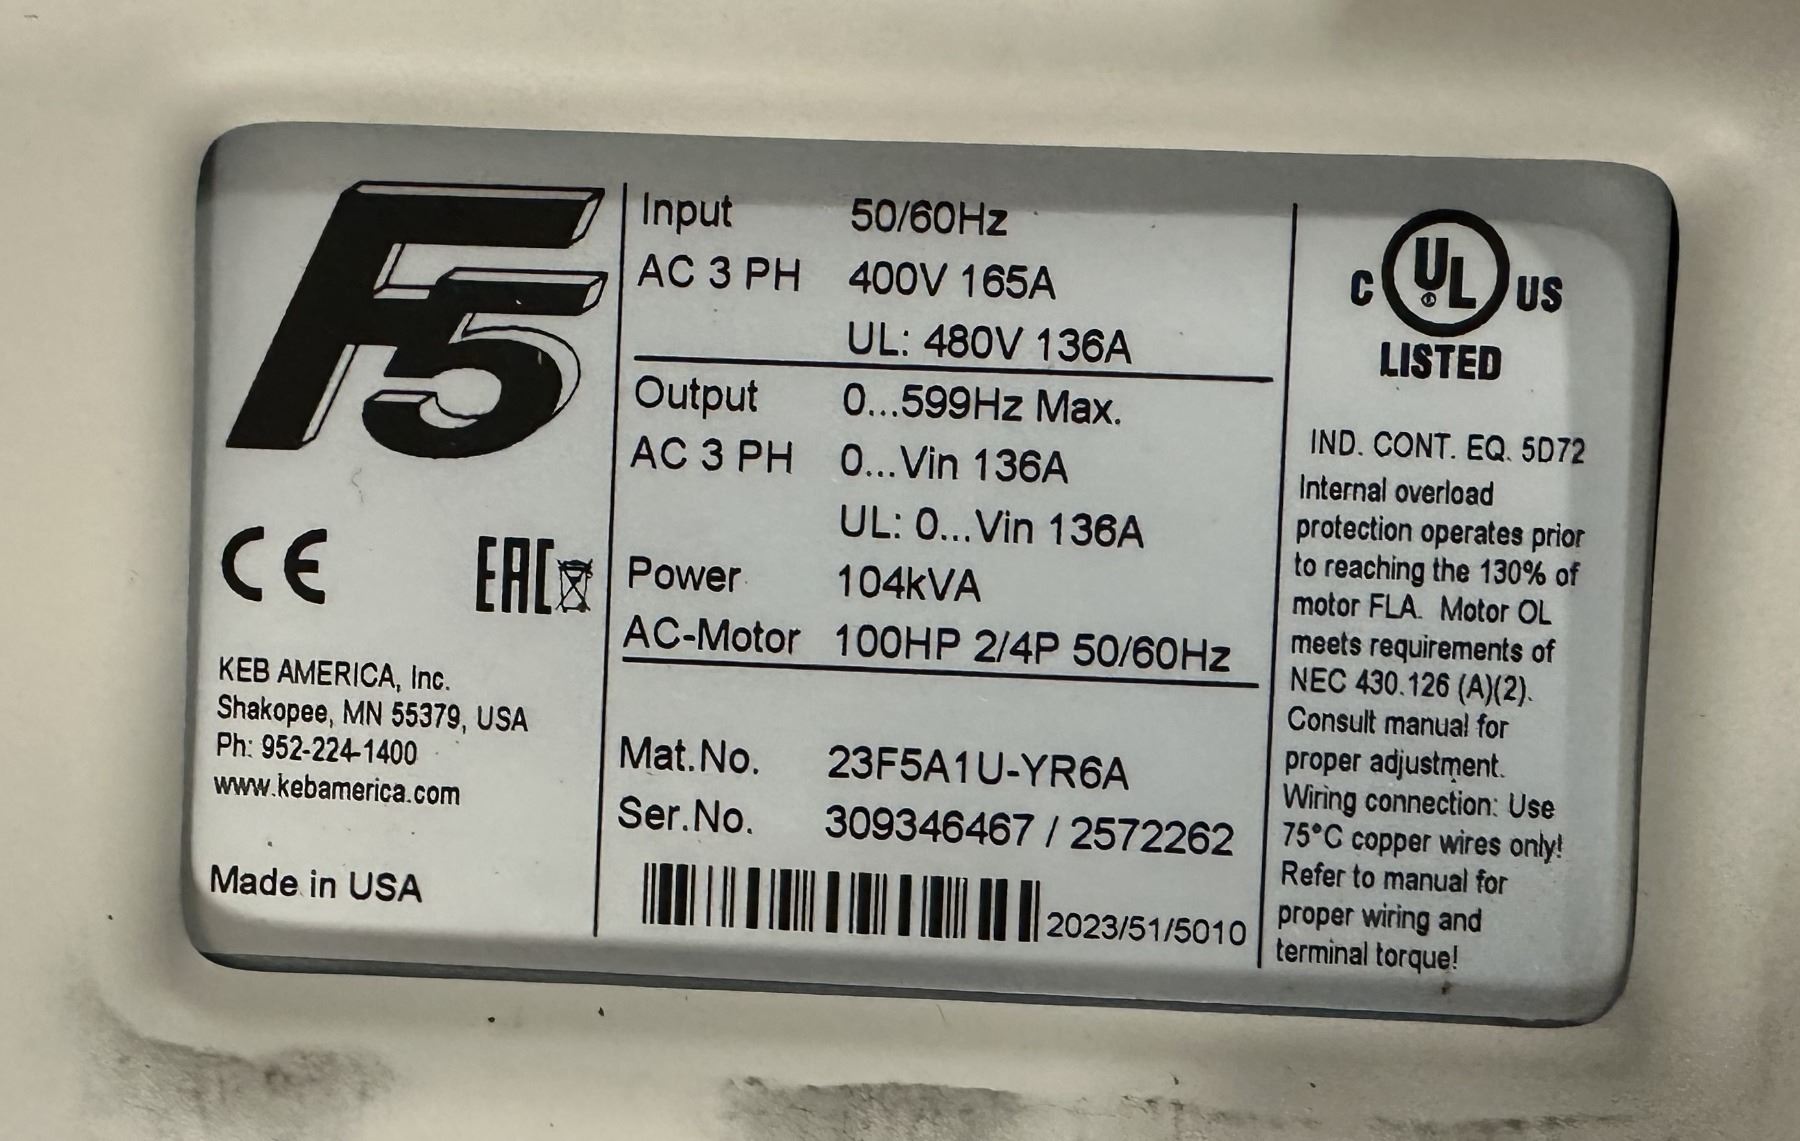 F5
CE EAC
KEB AMERICA, Inc.
Shakopee, MN 55379, USA
Ph: 952-224-1400
www.kebamerica.com
Made in USA
Input 50/60Hz
AC 3 PH 400V 165A
UL: 480V 136A
Output 0...599Hz Max.
AC 3 PH 0...Vin 136A
UL: 0...Vin 136A
Power 104kVA
AC-Motor 100HP 2/4P 50/60Hz
Mat.No. 23F5A1U-YR6A
Ser.No. 309346467 / 2572262
2023/51/5010
C UL US
LISTED
IND. CONT. EQ. 5D72
Internal overload
protection operates prior
to reaching the 130% of
motor FLA. Motor OL
meets requirements of
NEC 430.126 (A)(2).
Consult manual for
proper adjustment.
Wiring connection: Use
75°C copper wires only!
Refer to manual for
proper wiring and
terminal torque!